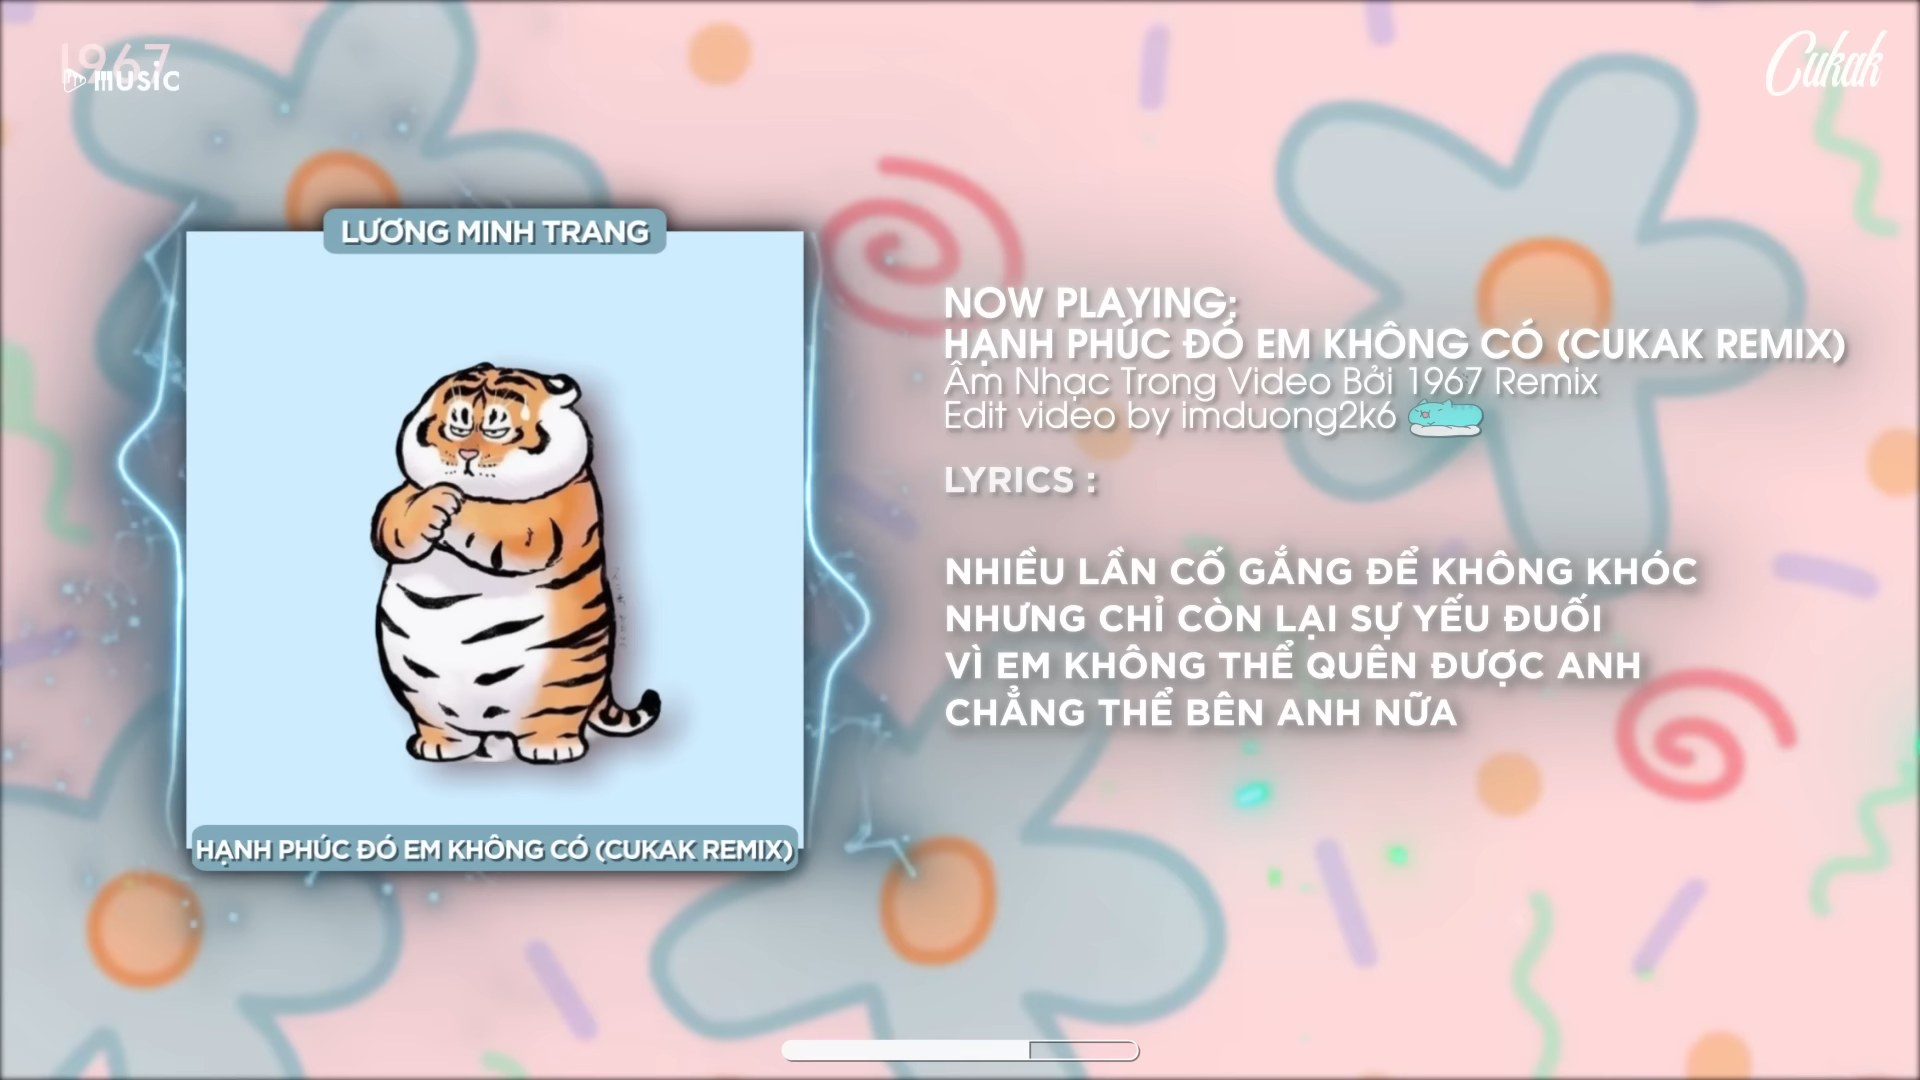 1967
music
Cukak
LƯƠNG MINH TRANG
HẠNH PHÚC ĐÓ EM KHÔNG CÓ (CUKAK REMIX)
NOW PLAYING:
HẠNH PHÚC ĐÓ EM KHÔNG CÓ (CUKAK REMIX)
Âm Nhạc Trong Video Bởi 1967 Remix
Edit video by imduong2k6
LYRICS :
NHIỀU LẦN CỐ GẮNG ĐỂ KHÔNG KHÓC
NHƯNG CHỈ CÒN LẠI SỰ YẾU ĐUỐI
VÌ EM KHÔNG THỂ QUÊN ĐƯỢC ANH
CHẲNG THỂ BÊN ANH NỮA